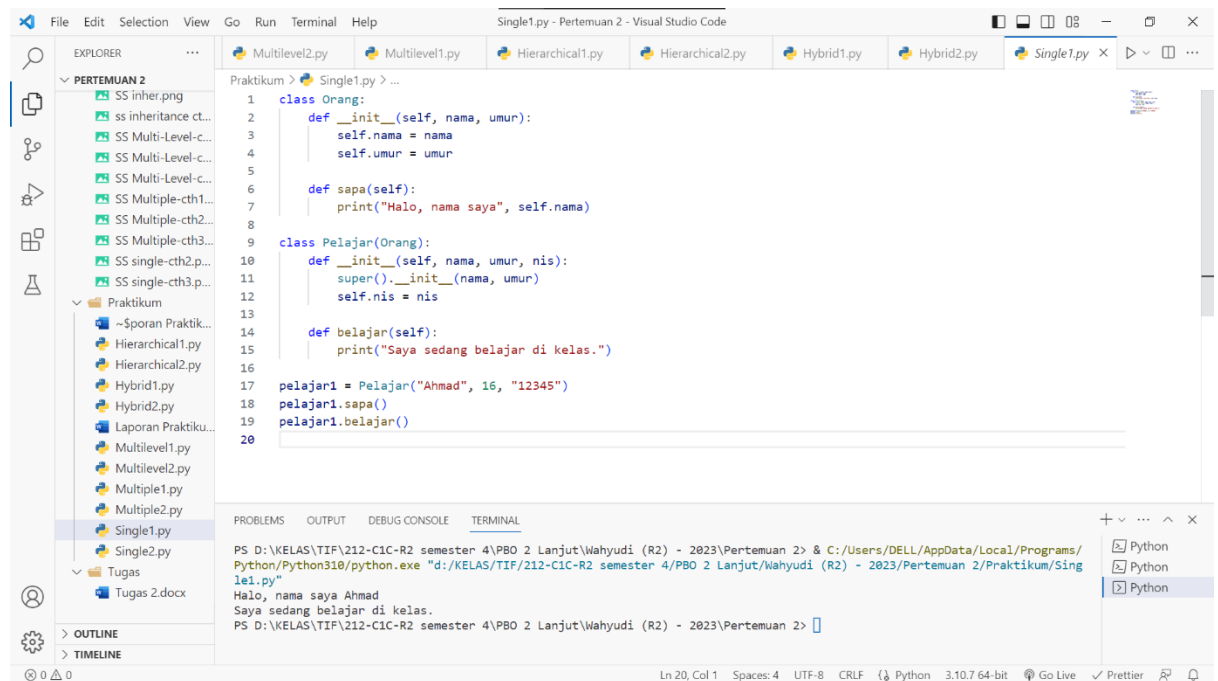 File Edit Selection View Go Run Terminal Help
Single1.py - Pertemuan 2 - Visual Studio Code
EXPLORER
PERTEMUAN 2
SS inher.png
ss inheritance ct...
SS Multi-Level-c...
SS Multi-Level-c...
SS Multi-Level-c...
SS Multiple-cth1...
SS Multiple-cth2...
SS Multiple-cth3...
SS single-cth2.p...
SS single-cth3.p...
Praktikum
~$poran Praktik...
Hierarchical1.py
Hierarchical2.py
Hybrid1.py
Hybrid2.py
Laporan Praktiku...
Multilevel1.py
Multilevel2.py
Multiple1.py
Multiple2.py
Single1.py
Single2.py
Tugas
Tugas 2.docx
OUTLINE
TIMELINE
Multilevel2.py Multilevel1.py Hierarchical1.py Hierarchical2.py Hybrid1.py Hybrid2.py Single1.py
Praktikum > Single1.py > ...
1 class Orang:
2     def __init__(self, nama, umur):
3         self.nama = nama
4         self.umur = umur
5
6     def sapa(self):
7         print("Halo, nama saya", self.nama)
8
9 class Pelajar(Orang):
10     def __init__(self, nama, umur, nis):
11         super().__init__(nama, umur)
12         self.nis = nis
13
14     def belajar(self):
15         print("Saya sedang belajar di kelas.")
16
17 pelajar1 = Pelajar("Ahmad", 16, "12345")
18 pelajar1.sapa()
19 pelajar1.belajar()
20
PROBLEMS OUTPUT DEBUG CONSOLE TERMINAL
PS D:\KELAS\TIF\212-C1C-R2 semester 4\PBO 2 Lanjut\Wahyudi (R2) - 2023\Pertemuan 2> & C:/Users/DELL/AppData/Local/Programs/
Python/Python310/python.exe "d:/KELAS/TIF/212-C1C-R2 semester 4/PBO 2 Lanjut/Wahyudi (R2) - 2023/Pertemuan 2/Praktikum/Sing
le1.py"
Halo, nama saya Ahmad
Saya sedang belajar di kelas.
PS D:\KELAS\TIF\212-C1C-R2 semester 4\PBO 2 Lanjut\Wahyudi (R2) - 2023\Pertemuan 2>
Python
Python
Python
0 0
Ln 20, Col 1 Spaces: 4 UTF-8 CRLF Python 3.10.7 64-bit Go Live Prettier